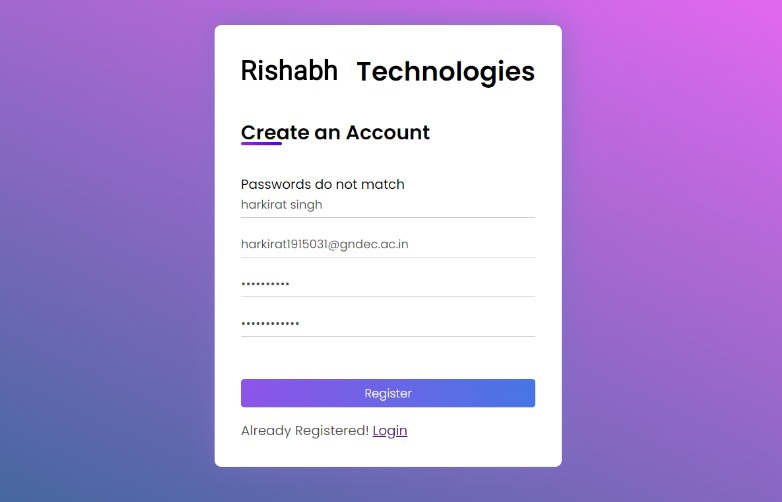 Rishabh Technologies
Create an Account
Passwords do not match
harkirat singh
harkirat1915031@gndec.ac.in
••••••••••
••••••••••••
Register
Already Registered! Login